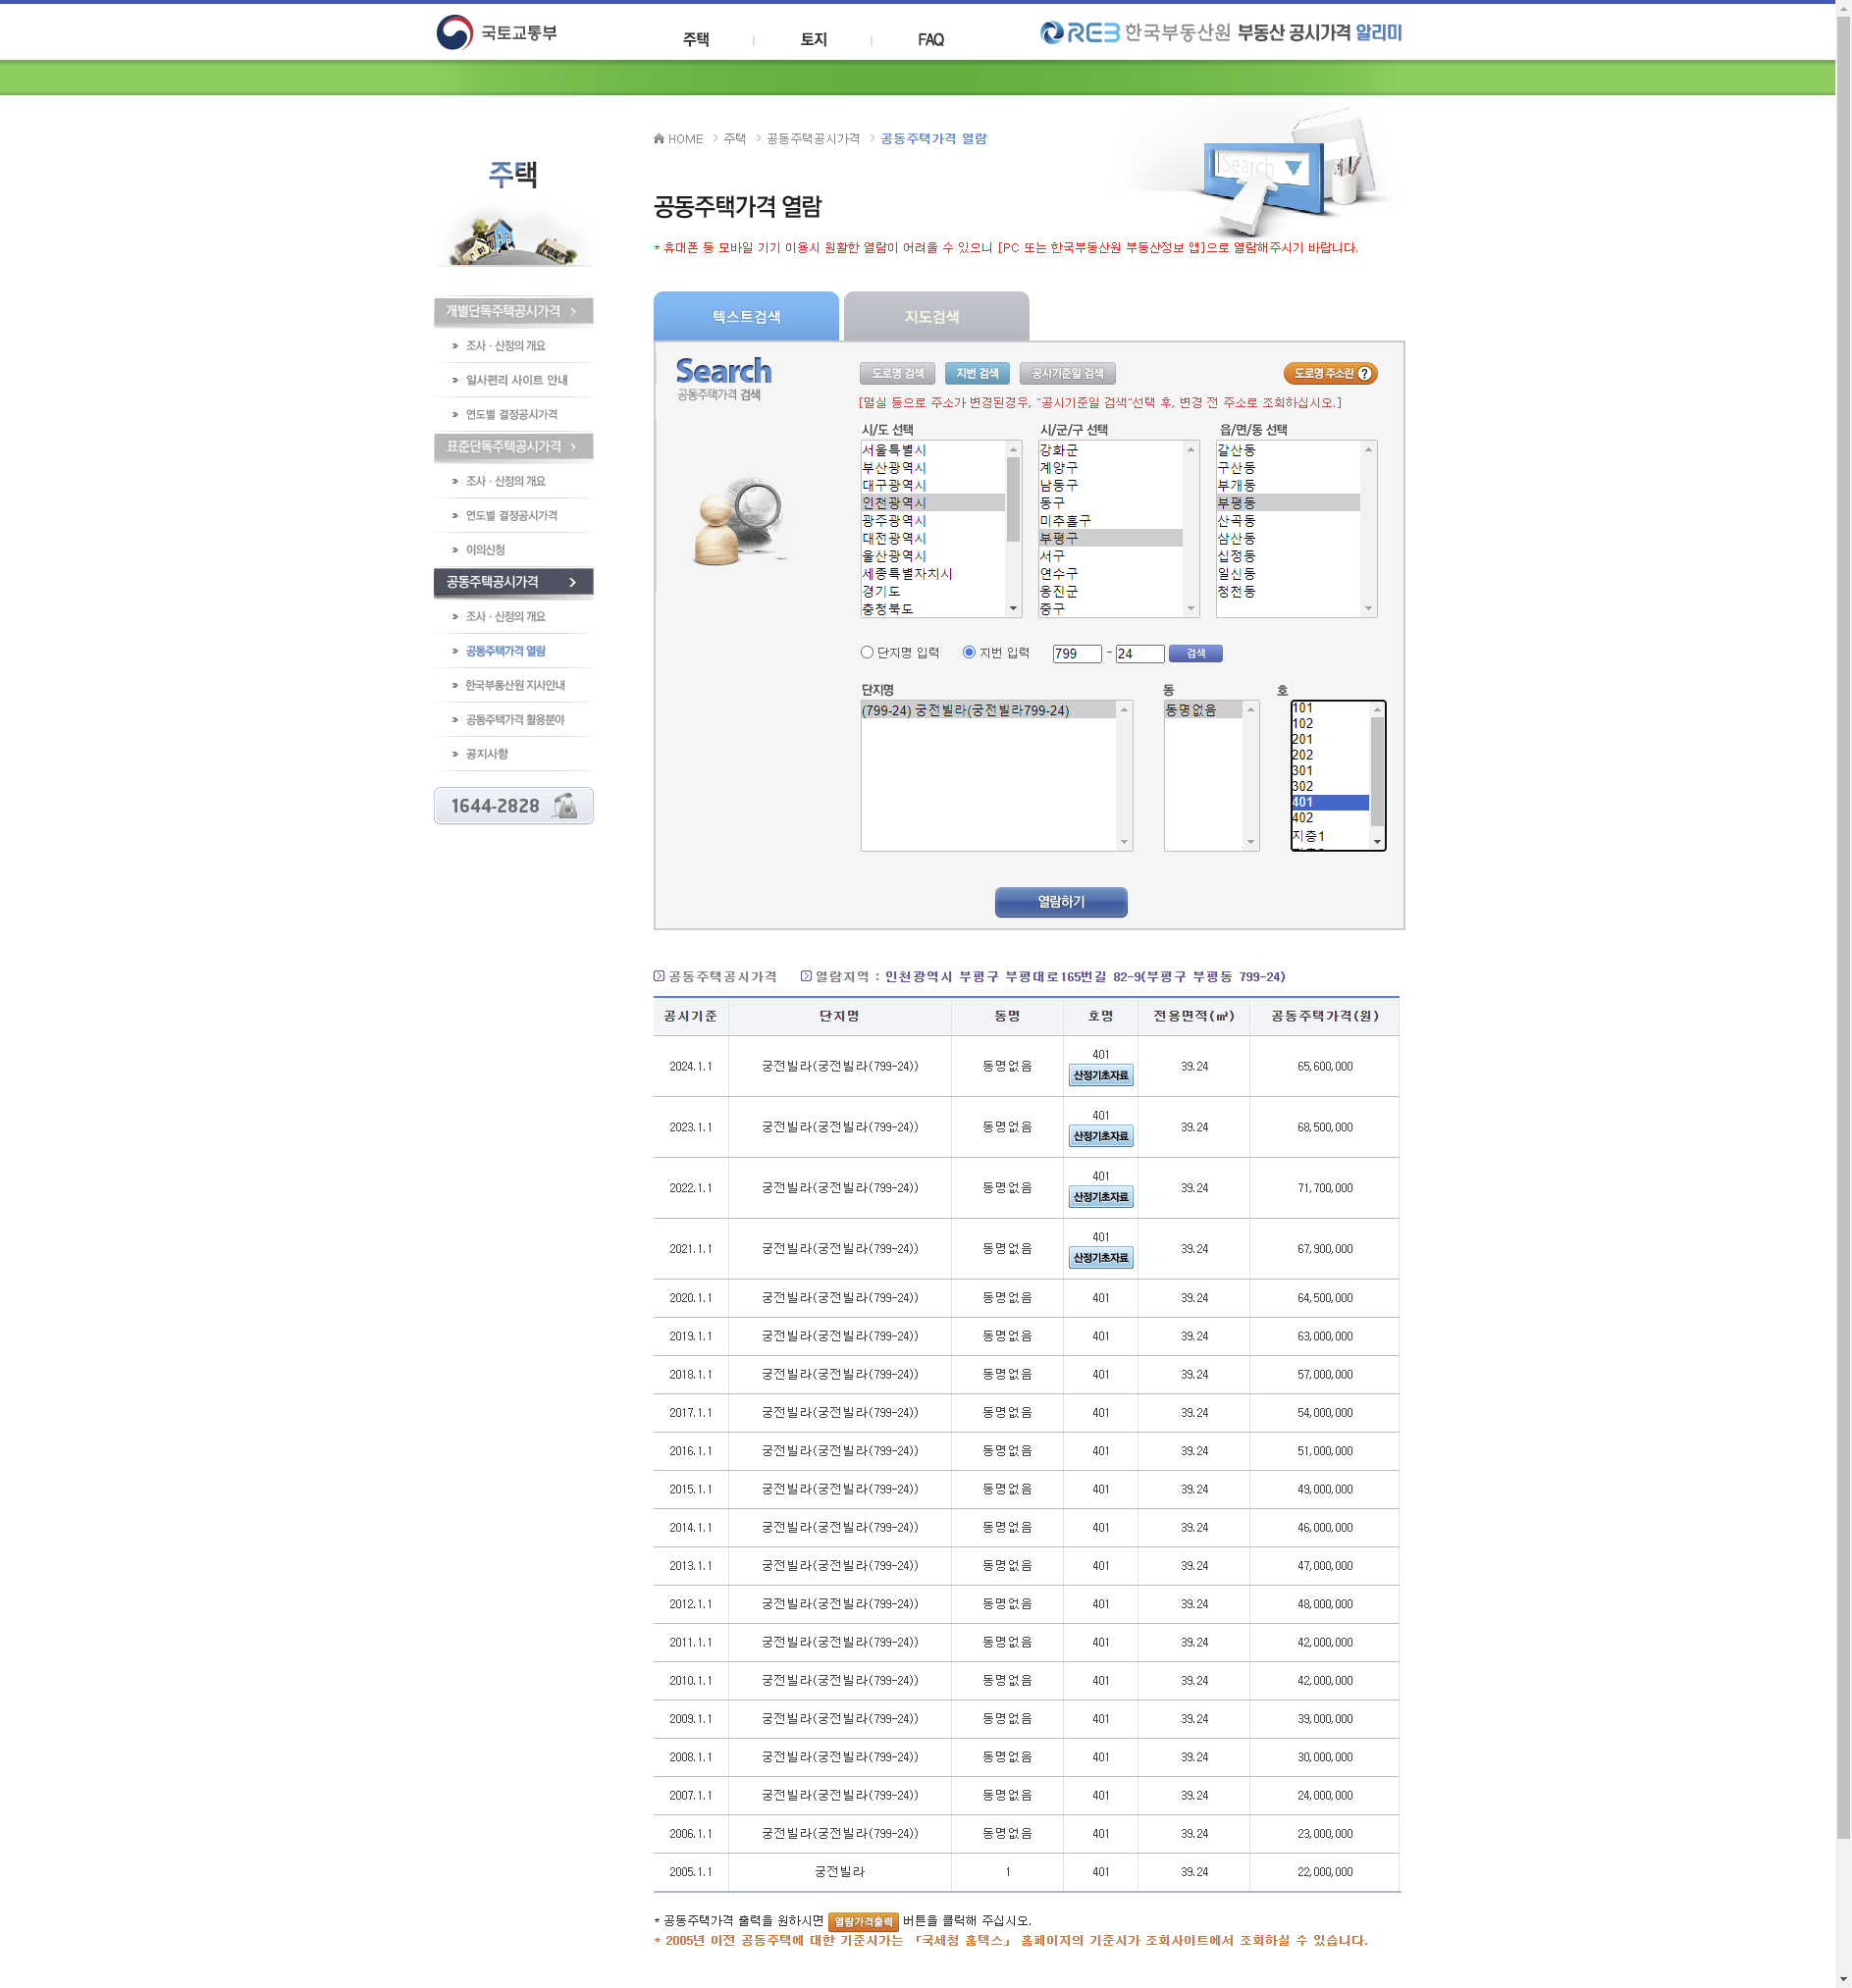 국토교통부
주택
토지
FAQ
REB 한국부동산원 부동산 공시가격 알리미
HOME > 주택 > 공동주택공시가격 > 공동주택가격 열람
주택
Search
공동주택가격 열람
* 휴대폰 등 모바일 기기 이용시 원활한 열람이 어려울 수 있으니 [PC 또는 한국부동산원 부동산정보 앱]으로 열람해주시기 바랍니다.
개별단독주택공시가격
조사 · 산정의 개요
일사편리 사이트 안내
연도별 결정공시가격
표준단독주택공시가격
조사 · 산정의 개요
연도별 결정공시가격
이의신청
공동주택공시가격
조사 · 산정의 개요
공동주택가격 열람
한국부동산원 지사안내
공동주택가격 활용분야
공지사항
1644-2828
텍스트검색
지도검색
Search
공동주택가격 검색
도로명 검색
지번 검색
공시기준일 검색
도로명 주소란 ?
[멸실 등으로 주소가 변경된경우, "공시기준일 검색"선택 후, 변경 전 주소로 조회하십시오.]
시/도 선택
서울특별시
부산광역시
대구광역시
인천광역시
광주광역시
대전광역시
울산광역시
세종특별자치시
경기도
충청북도
시/군/구 선택
강화군
계양구
남동구
동구
미추홀구
부평구
서구
연수구
옹진군
중구
읍/면/동 선택
갈산동
구산동
부개동
부평동
산곡동
삼산동
십정동
일신동
청천동
단지명 입력
지번 입력
799 - 24
검색
단지명
(799-24) 궁전빌라(궁전빌라799-24)
동
동명없음
호
101
102
201
202
301
302
401
402
지층1
열람하기
공동주택공시가격
열람지역 : 인천광역시 부평구 부평대로165번길 82-9(부평구 부평동 799-24)
공시기준 단지명 동명 호명 전용면적(㎡) 공동주택가격(원)
2024.1.1 궁전빌라(궁전빌라(799-24)) 동명없음 401 산정기초자료 39.24 65,600,000
2023.1.1 궁전빌라(궁전빌라(799-24)) 동명없음 401 산정기초자료 39.24 68,500,000
2022.1.1 궁전빌라(궁전빌라(799-24)) 동명없음 401 산정기초자료 39.24 71,700,000
2021.1.1 궁전빌라(궁전빌라(799-24)) 동명없음 401 산정기초자료 39.24 67,900,000
2020.1.1 궁전빌라(궁전빌라(799-24)) 동명없음 401 39.24 64,500,000
2019.1.1 궁전빌라(궁전빌라(799-24)) 동명없음 401 39.24 63,000,000
2018.1.1 궁전빌라(궁전빌라(799-24)) 동명없음 401 39.24 57,000,000
2017.1.1 궁전빌라(궁전빌라(799-24)) 동명없음 401 39.24 54,000,000
2016.1.1 궁전빌라(궁전빌라(799-24)) 동명없음 401 39.24 51,000,000
2015.1.1 궁전빌라(궁전빌라(799-24)) 동명없음 401 39.24 49,000,000
2014.1.1 궁전빌라(궁전빌라(799-24)) 동명없음 401 39.24 46,000,000
2013.1.1 궁전빌라(궁전빌라(799-24)) 동명없음 401 39.24 47,000,000
2012.1.1 궁전빌라(궁전빌라(799-24)) 동명없음 401 39.24 48,000,000
2011.1.1 궁전빌라(궁전빌라(799-24)) 동명없음 401 39.24 42,000,000
2010.1.1 궁전빌라(궁전빌라(799-24)) 동명없음 401 39.24 42,000,000
2009.1.1 궁전빌라(궁전빌라(799-24)) 동명없음 401 39.24 39,000,000
2008.1.1 궁전빌라(궁전빌라(799-24)) 동명없음 401 39.24 30,000,000
2007.1.1 궁전빌라(궁전빌라(799-24)) 동명없음 401 39.24 24,000,000
2006.1.1 궁전빌라(궁전빌라(799-24)) 동명없음 401 39.24 23,000,000
2005.1.1 궁전빌라 1 401 39.24 22,000,000
* 공동주택가격 출력을 원하시면 열람가격출력 버튼을 클릭해 주십시오.
* 2005년 이전 공동주택에 대한 기준시가는 「국세청 홈텍스」 홈페이지의 기준시가 조회사이트에서 조회하실 수 있습니다.